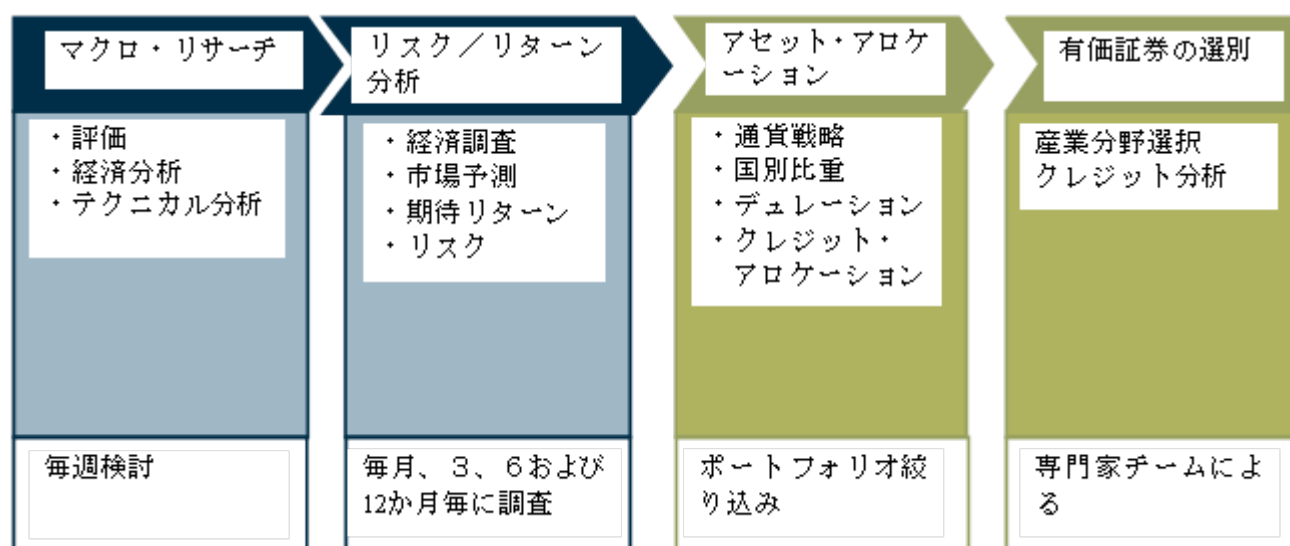 マクロ・リサーチ
リスク／リターン
分析
アセット・アロケ
ーション
有価証券の選別
・評価
・経済分析
・テクニカル分析
・経済調査
・市場予測
・期待リターン
・リスク
・通貨戦略
・国別比重
・デュレーション
・クレジット・
アロケーション
産業分野選択
クレジット分析
毎週検討
毎月、３、６および
12か月毎に調査
ポートフォリオ絞
り込み
専門家チームによ
る